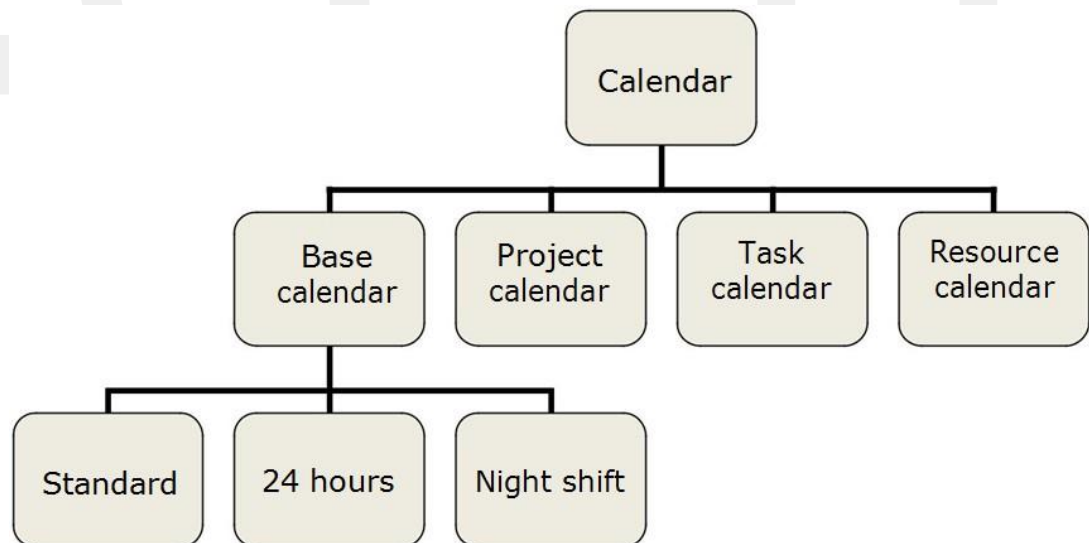 Calendar
Base
calendar
Project
calendar
Task
calendar
Resource
calendar
Standard
24 hours
Night shift